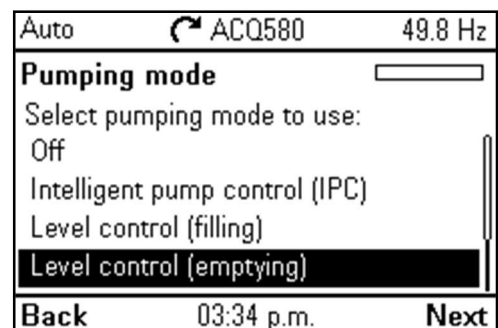 Auto ACQ580 49.8 Hz
Pumping mode
Select pumping mode to use:
Off
Intelligent pump control (IPC)
Level control (filling)
Level control (emptying)
Back 03:34 p.m. Next